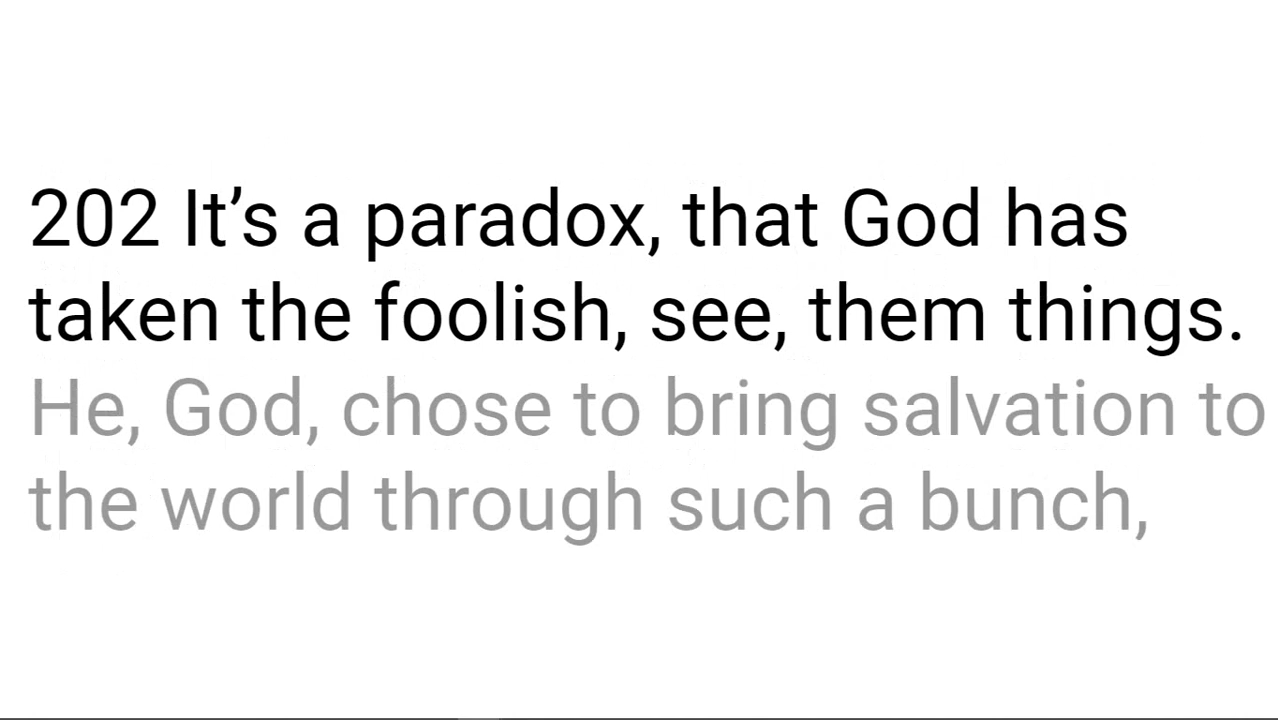 202 It’s a paradox, that God has
taken the foolish, see, them things.
He, God, chose to bring salvation to
the world through such a bunch,